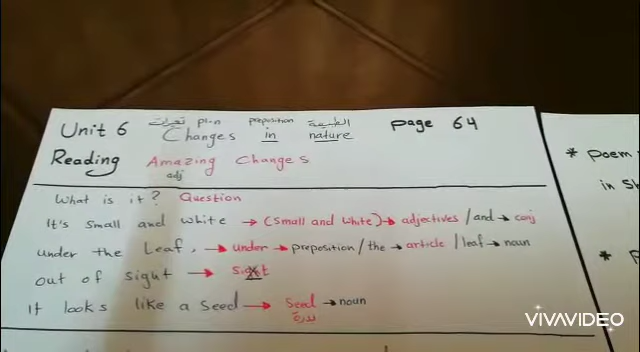 تغيرات pl-n preposition الطبيعة
Unit 6 Changes in nature page 64
Reading Amazing Changes
adj
What is it? Question
It's small and white → (small and white) → adjectives / and → conj
under the Leaf, → under → preposition / the → article / leaf → noun
out of sight → sight
It looks like a seed → Seed → noun
بذرة
* poem
in sh
*
VIVAVIDEO